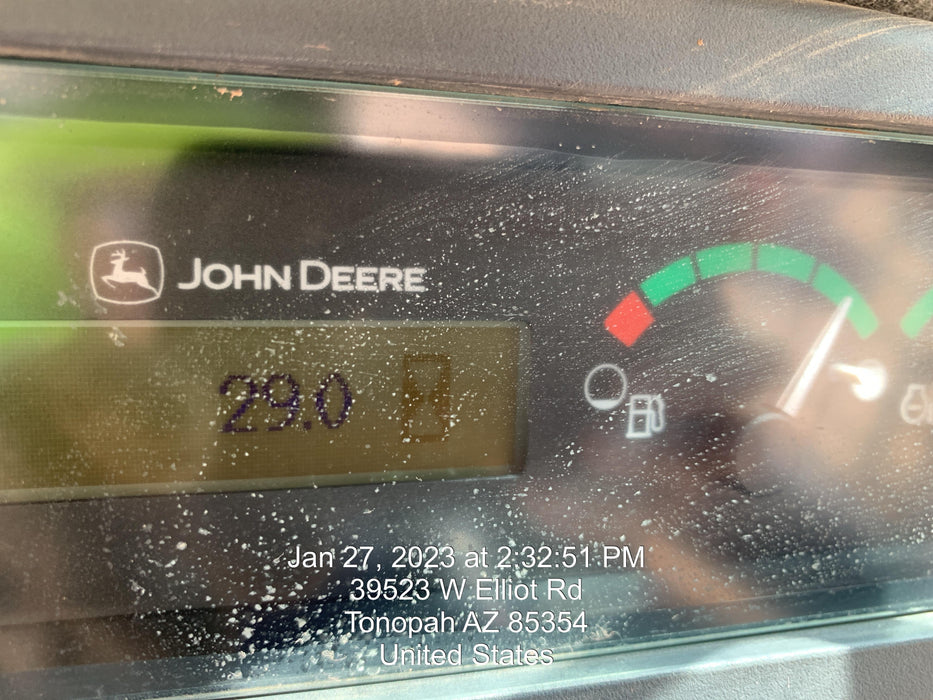 JOHN DEERE
29.0
Jan 27, 2023 at 2:32:51 PM
39523 W Elliot Rd
Tonopah AZ 85354
United States